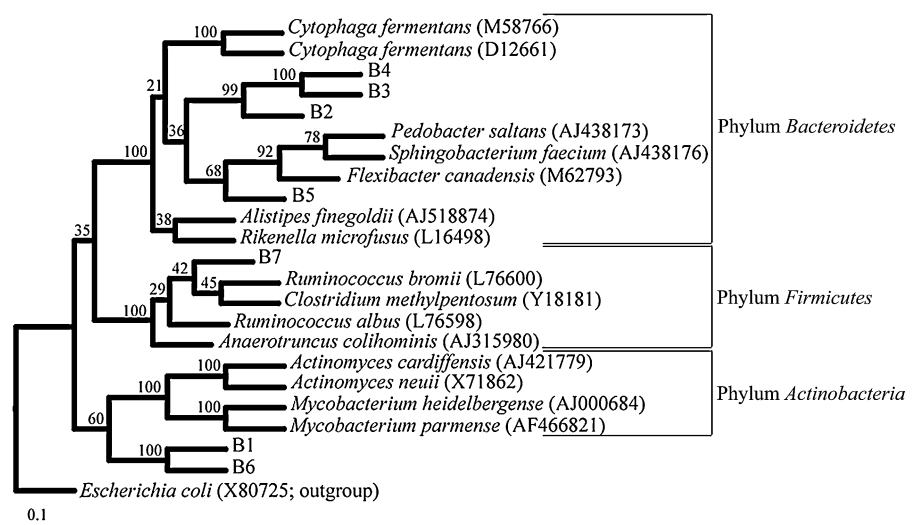 Cytophaga fermentans (M58766)
100
Cytophaga fermentans (D12661)
B4
100
21
99
B3
B2
Phylum Bacteroidetes
36
78
Pedobacter saltans (AJ438173)
100
92
Sphingobacterium faecium (AJ438176)
68
Flexibacter canadensis (M62793)
B5
38
Alistipes finegoldii (AJ518874)
35
Rikenella microfusus (L16498)
B7
42
Ruminococcus bromii (L76600)
29
45
Clostridium methylpentosum (Y18181)
Phylum Firmicutes
100
Ruminococcus albus (L76598)
Anaerotruncus colihominis (AJ315980)
100
Actinomyces cardiffensis (AJ421779)
100
Actinomyces neuii (X71862)
Phylum Actinobacteria
60
100
Mycobacterium heidelbergense (AJ000684)
Mycobacterium parmense (AF466821)
B1
100
B6
Escherichia coli (X80725; outgroup)
0.1